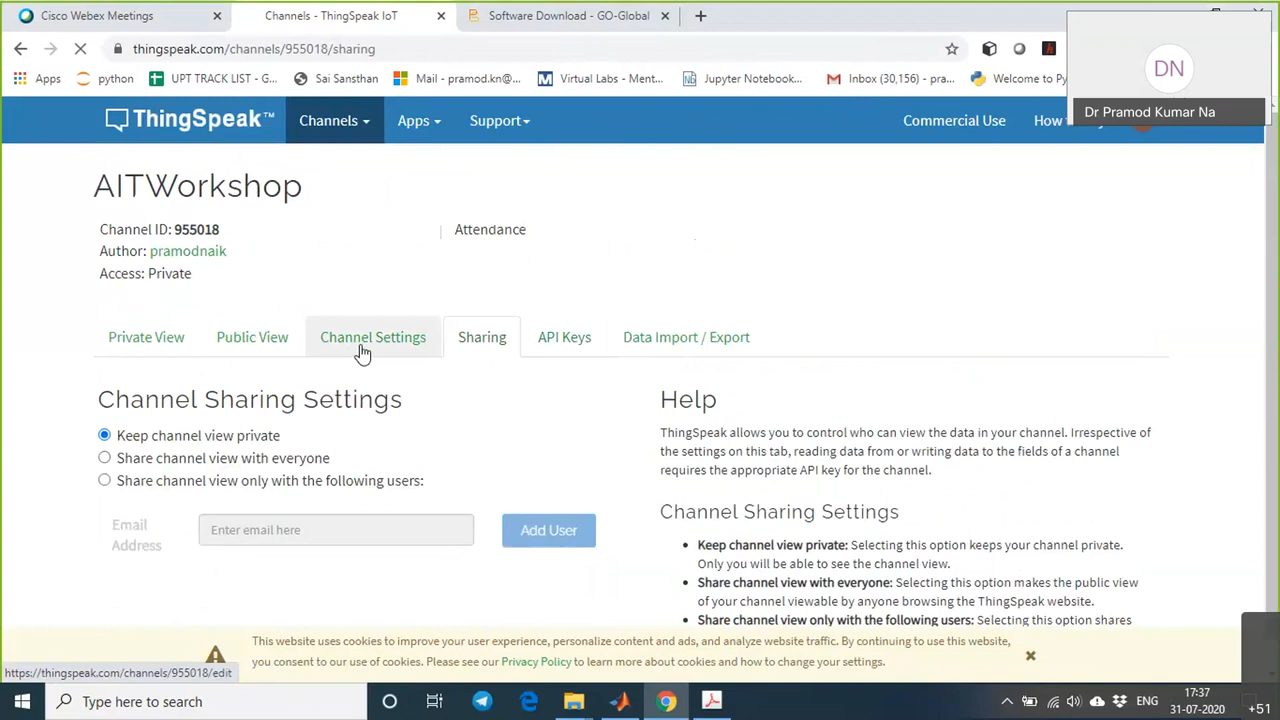 Cisco Webex Meetings
Channels - ThingSpeak IoT
Software Download - GO-Global
thingspeak.com/channels/955018/sharing
Apps
python
UPT TRACK LIST - G...
Sai Sansthan
Mail - pramod.kn@...
Virtual Labs - Ment...
Jupyter Notebook...
Inbox (30,156) - pra...
Welcome to Py
DN
Dr Pramod Kumar Na
ThingSpeak™
Channels
Apps
Support
Commercial Use
How
AITWorkshop
Channel ID: 955018
Attendance
Author: pramodnaik
Access: Private
Private View
Public View
Channel Settings
Sharing
API Keys
Data Import / Export
Channel Sharing Settings
Keep channel view private
Share channel view with everyone
Share channel view only with the following users:
Email
Address
Enter email here
Add User
Help
ThingSpeak allows you to control who can view the data in your channel. Irrespective of
the settings on this tab, reading data from or writing data to the fields of a channel
requires the appropriate API key for the channel.
Channel Sharing Settings
Keep channel view private: Selecting this option keeps your channel private.
Only you will be able to see the channel view.
Share channel view with everyone: Selecting this option makes the public view
of your channel viewable by anyone browsing the ThingSpeak website.
Share channel view only with the following users: Selecting this option shares
This website uses cookies to improve your user experience, personalize content and ads, and analyze website traffic. By continuing to use this website,
you consent to our use of cookies. Please see our Privacy Policy to learn more about cookies and how to change your settings.
https://thingspeak.com/channels/955018/edit
Type here to search
ENG
17:37
31-07-2020
+51